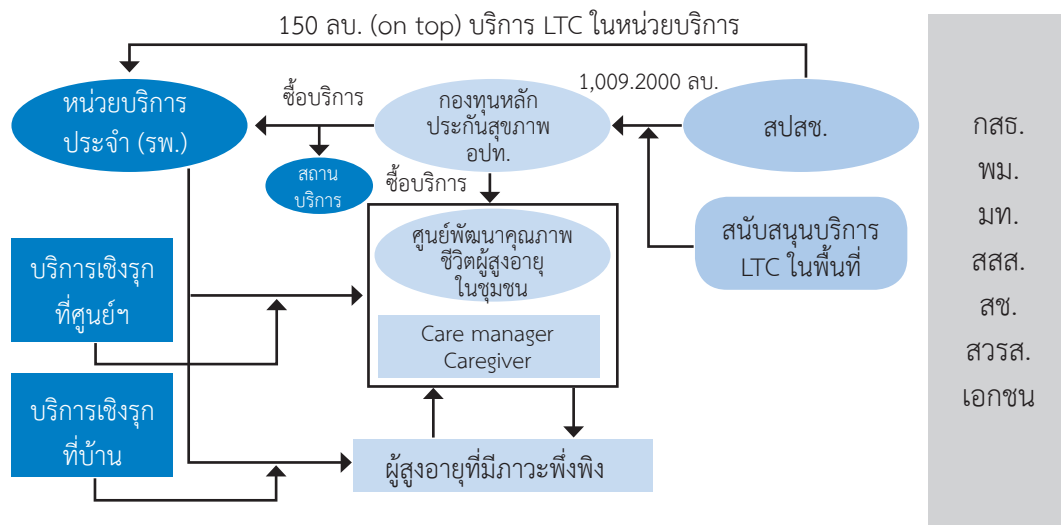 150 ลบ. (on top) บริการ LTC ในหน่วยบริการ
หน่วยบริการ
ประจำ (รพ.)
ซื้อบริการ
กองทุนหลัก
ประกันสุขภาพ
อปท.
1,009.2000 ลบ.
สปสช.
สถาน
บริการ
ซื้อบริการ
สนับสนุนบริการ
LTC ในพื้นที่
บริการเชิงรุก
ที่ศูนย์ฯ
ศูนย์พัฒนาคุณภาพ
ชีวิตผู้สูงอายุ
ในชุมชน
Care manager
Caregiver
บริการเชิงรุก
ที่บ้าน
ผู้สูงอายุที่มีภาวะพึ่งพิง
กสธ.
พม.
มท.
สสส.
สช.
สวรส.
เอกชน